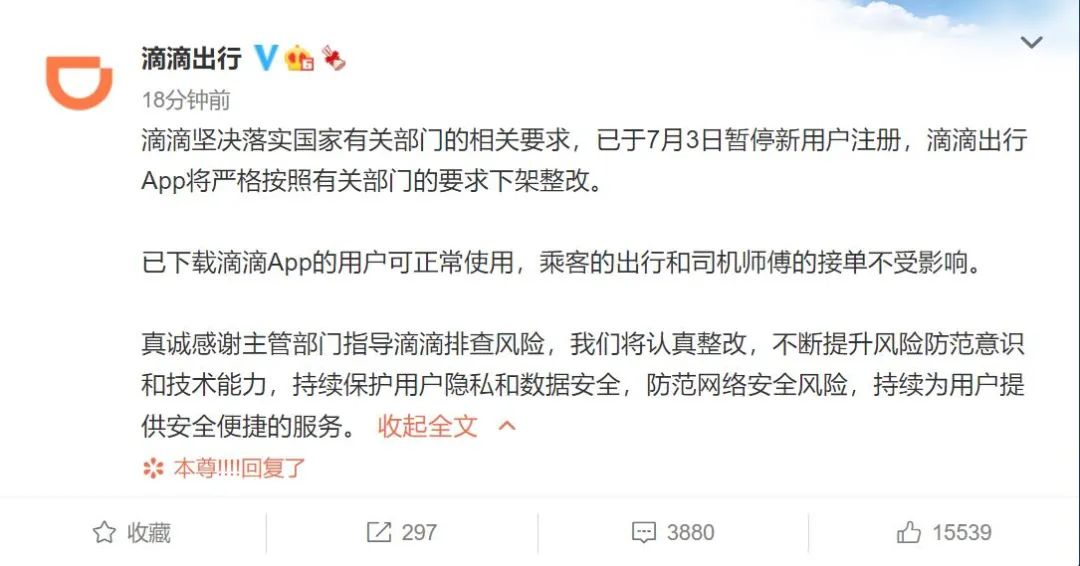 滴滴出行
18分钟前
滴滴坚决落实国家有关部门的相关要求，已于7月3日暂停新用户注册，滴滴出行
App将严格按照有关部门的要求下架整改。
已下载滴滴App的用户可正常使用，乘客的出行和司机师傅的接单不受影响。
真诚感谢主管部门指导滴滴排查风险，我们将认真整改，不断提升风险防范意识
和技术能力，持续保护用户隐私和数据安全，防范网络安全风险，持续为用户提
供安全便捷的服务。 收起全文
本尊!!!!回复了
收藏 297 3880 15539